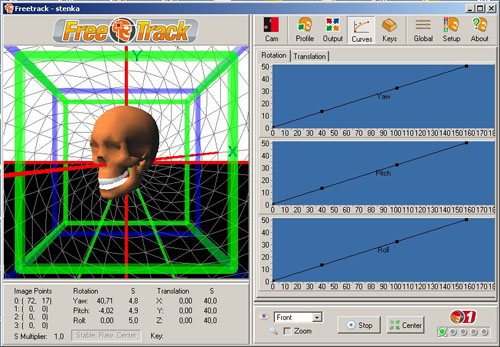 Freetrack - stenka
FreeTrack
Cam Profile Output Curves Keys Global Setup About
Rotation Translation
Y
X
50
40
30
20
10
0
Yaw
0 10 20 30 40 50 60 70 80 90 100 110 120 130 140 150 160 170 180
50
40
30
20
10
0
Pitch
0 10 20 30 40 50 60 70 80 90 100 110 120 130 140 150 160 170 180
50
40
30
20
10
0
Roll
0 10 20 30 40 50 60 70 80 90 100 110 120 130 140 150 160 170 180
Image Points Rotation S Translation S
0: ( 72, 17) Yaw: 40,71 4,8 X: 0,00 40,0
1: ( 0, 0) Pitch: -4,02 4,9 Y: 0,00 40,0
2: ( 0, 0) Roll: 0,00 5,0 Z: 0,00 40,0
3: ( 0, 0)
S Multiplier: 1,0 Stable Raw Center Key:
Front
Zoom
Stop
Center
1